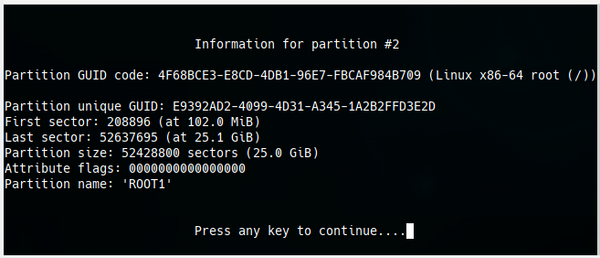 Information for partition #2
Partition GUID code: 4F68BCE3-E8CD-4DB1-96E7-FBCAF984B709 (Linux x86-64 root (/))
Partition unique GUID: E9392AD2-4099-4D31-A345-1A2B2FFD3E2D
First sector: 208896 (at 102.0 MiB)
Last sector: 52637695 (at 25.1 GiB)
Partition size: 52428800 sectors (25.0 GiB)
Attribute flags: 0000000000000000
Partition name: 'ROOT1'
Press any key to continue....